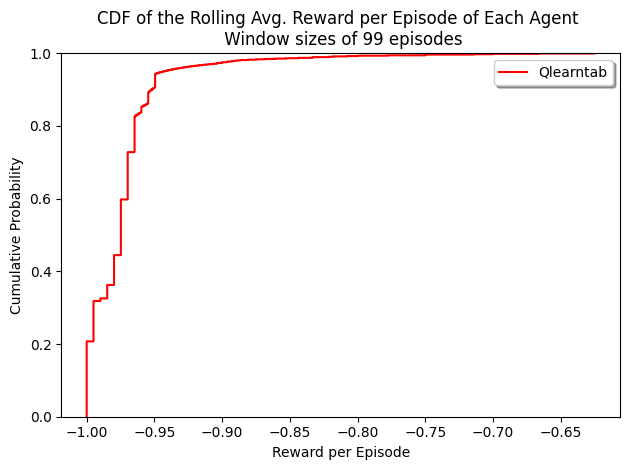 CDF of the Rolling Avg. Reward per Episode of Each Agent
Window sizes of 99 episodes
Qlearntab
Cumulative Probability
1.0
0.8
0.6
0.4
0.2
0.0
−1.00 −0.95 −0.90 −0.85 −0.80 −0.75 −0.70 −0.65
Reward per Episode